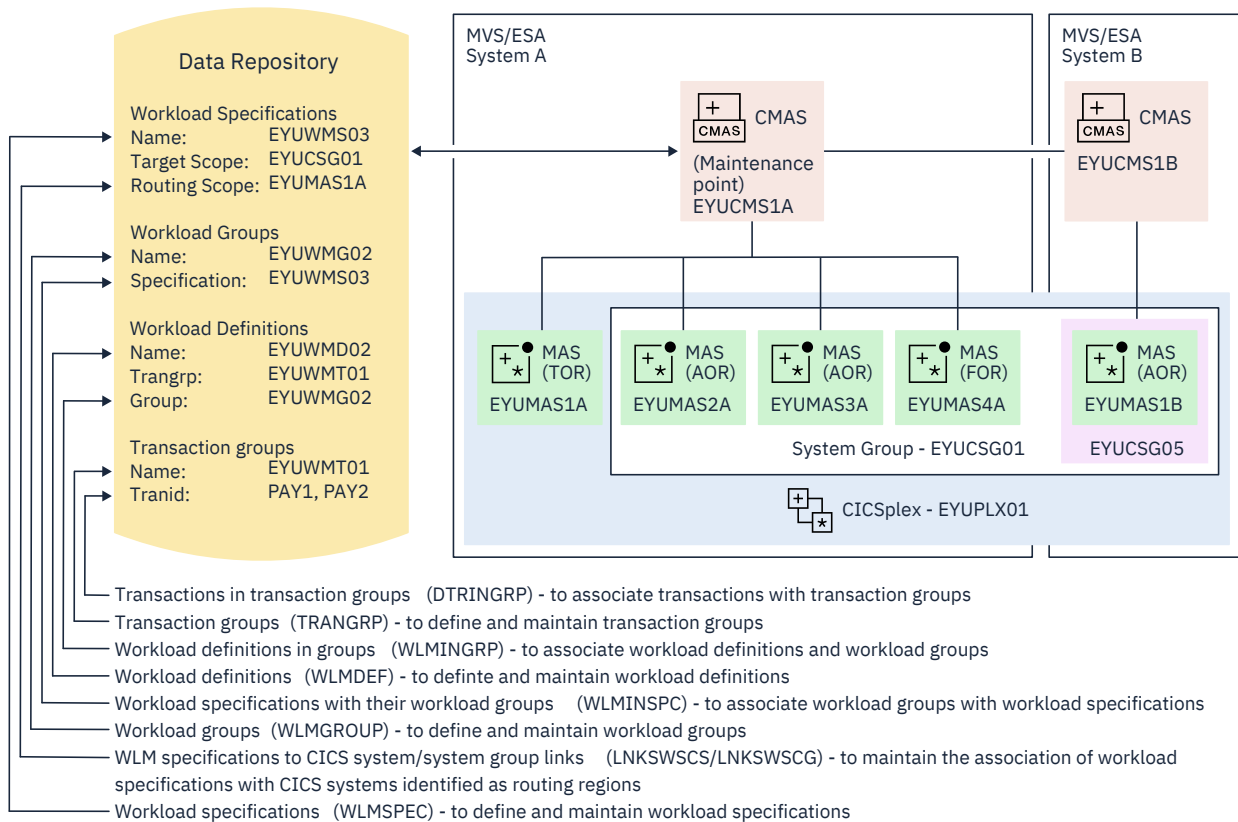 Data Repository
Workload Specifications
Name: EYUWMS03
Target Scope: EYUCSG01
Routing Scope: EYUMAS1A
Workload Groups
Name: EYUWMG02
Specification: EYUWMS03
Workload Definitions
Name: EYUWMD02
Trangrp: EYUWMT01
Group: EYUWMG02
Transaction groups
Name: EYUWMT01
Tranid: PAY1, PAY2
MVS/ESA
System A
CMAS
CMAS
(Maintenance
point)
EYUCMS1A
MVS/ESA
System B
CMAS
CMAS
EYUCMS1B
MAS
(TOR)
EYUMAS1A
MAS
(AOR)
EYUMAS2A
MAS
(AOR)
EYUMAS3A
MAS
(FOR)
EYUMAS4A
MAS
(AOR)
EYUMAS1B
System Group - EYUCSG01
EYUCSG05
CICSplex - EYUPLX01
Transactions in transaction groups (DTRINGRP) - to associate transactions with transaction groups
Transaction groups (TRANGRP) - to define and maintain transaction groups
Workload definitions in groups (WLMINGRP) - to associate workload definitions and workload groups
Workload definitions (WLMDEF) - to definte and maintain workload definitions
Workload specifications with their workload groups (WLMINSPC) - to associate workload groups with workload specifications
Workload groups (WLMGROUP) - to define and maintain workload groups
WLM specifications to CICS system/system group links (LNKSWSCS/LNKSWSCG) - to maintain the association of workload
specifications with CICS systems identified as routing regions
Workload specifications (WLMSPEC) - to define and maintain workload specifications